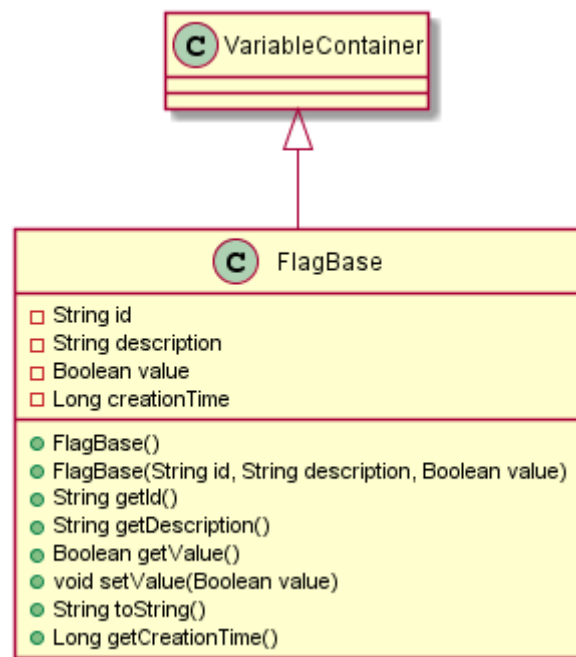 C VariableContainer
C FlagBase
String id
String description
Boolean value
Long creationTime
FlagBase()
FlagBase(String id, String description, Boolean value)
String getId()
String getDescription()
Boolean getValue()
void setValue(Boolean value)
String toString()
Long getCreationTime()